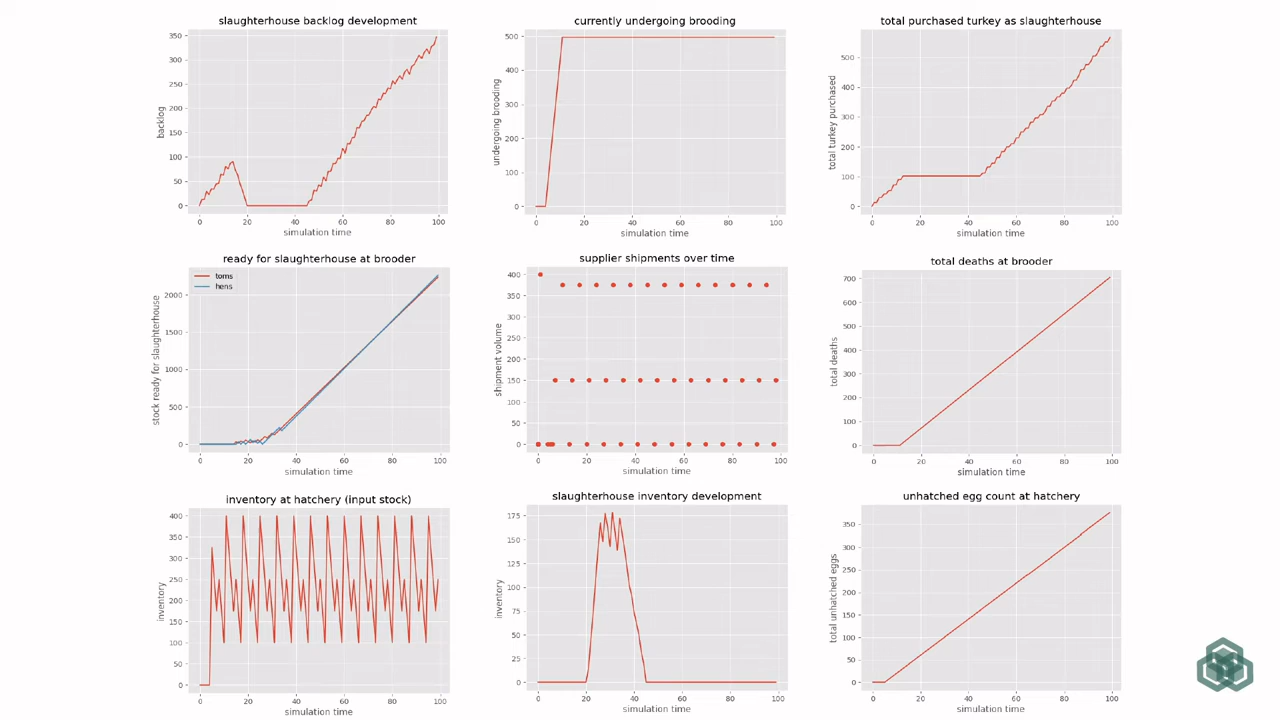 slaughterhouse backlog development
350
300
250
200
150
100
50
0
backlog
0 20 40 60 80 100
simulation time
currently undergoing brooding
500
400
300
200
100
0
undergoing brooding
0 20 40 60 80 100
simulation time
total purchased turkey as slaughterhouse
500
400
300
200
100
0
total turkey purchased
0 20 40 60 80 100
simulation time
ready for slaughterhouse at brooder
toms
hens
2000
1500
1000
500
0
stock ready for slaughterhouse
0 20 40 60 80 100
simulation time
supplier shipments over time
400
350
300
250
200
150
100
50
0
shipment volume
0 20 40 60 80 100
simulation time
total deaths at brooder
700
600
500
400
300
200
100
0
total deaths
0 20 40 60 80 100
simulation time
inventory at hatchery (input stock)
400
350
300
250
200
150
100
50
0
inventory
0 20 40 60 80 100
simulation time
slaughterhouse inventory development
175
150
125
100
75
50
25
0
inventory
0 20 40 60 80 100
simulation time
unhatched egg count at hatchery
350
300
250
200
150
100
50
0
total unhatched eggs
0 20 40 60 80 100
simulation time